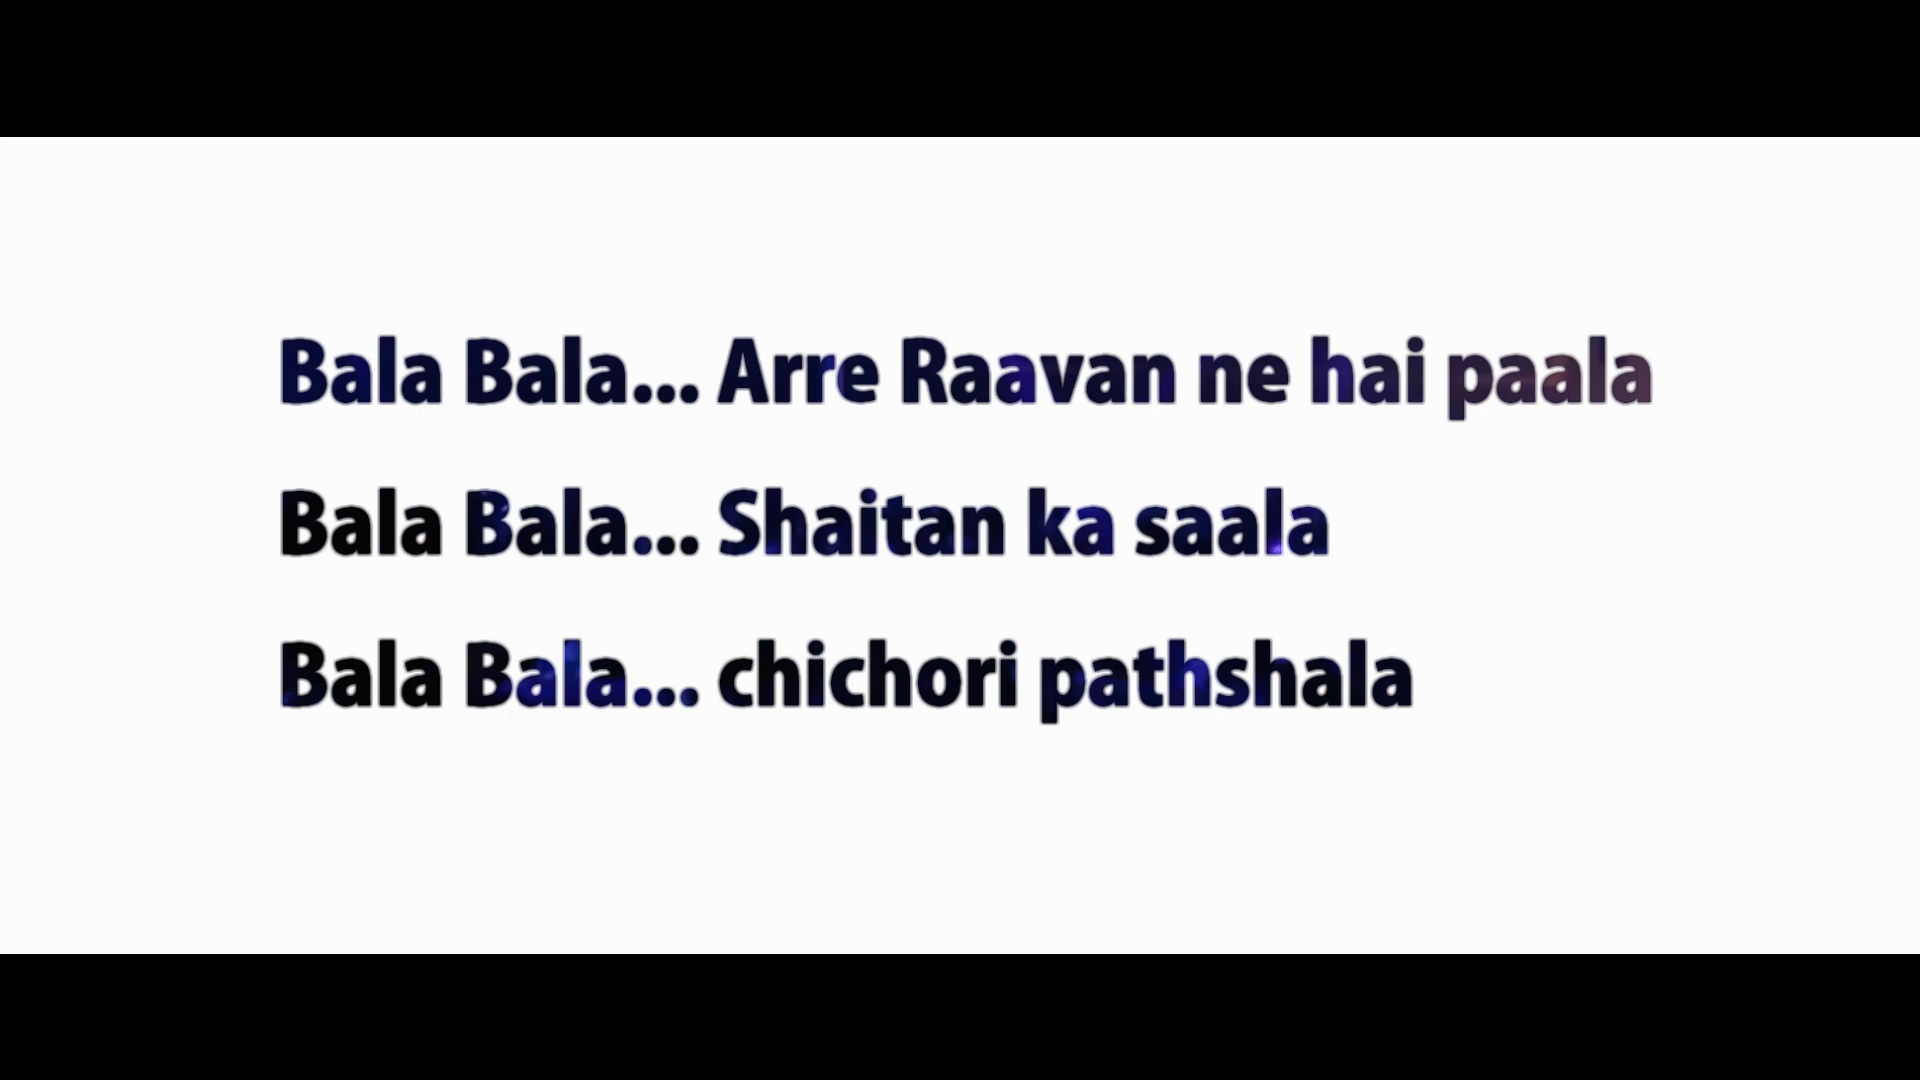 Bala Bala... Arre Raavan ne hai paala
Bala Bala... Shaitan ka saala
Bala Bala... chichori pathshala